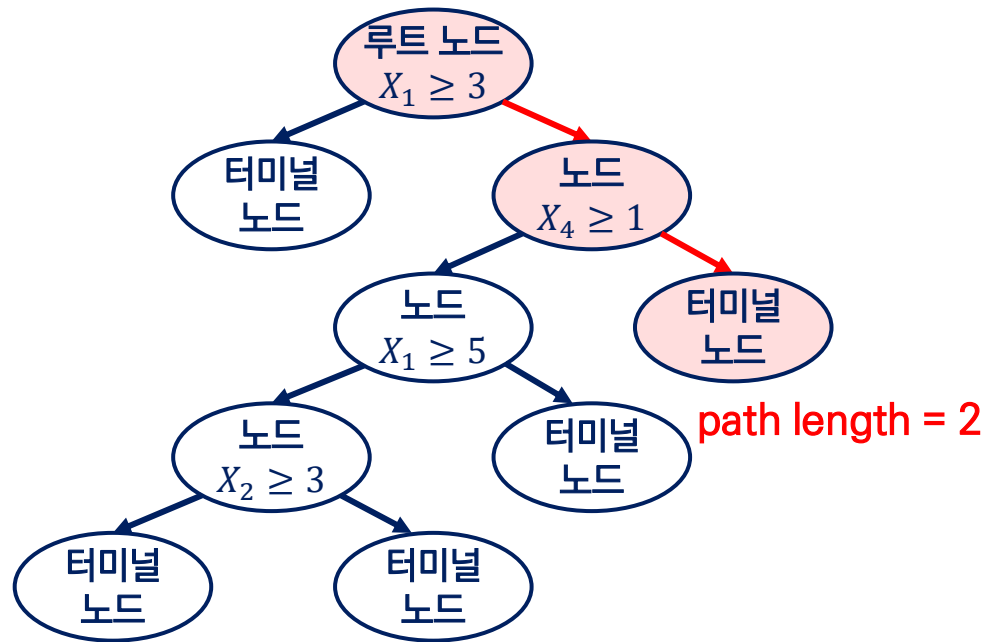 루트 노드
X₁ ≥ 3
터미널
노드
노드
X₄ ≥ 1
노드
X₁ ≥ 5
터미널
노드
path length = 2
노드
X₂ ≥ 3
터미널
노드
터미널
노드
터미널
노드